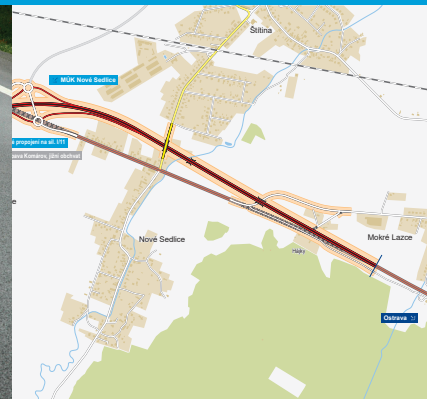 Štítina
MÚK Nové Sedlice
propojení na sil. I/11
ava Komárov, jižní obchvat
e
Nové Sedlice
Mokré Lazce
Hájky
Ostrava